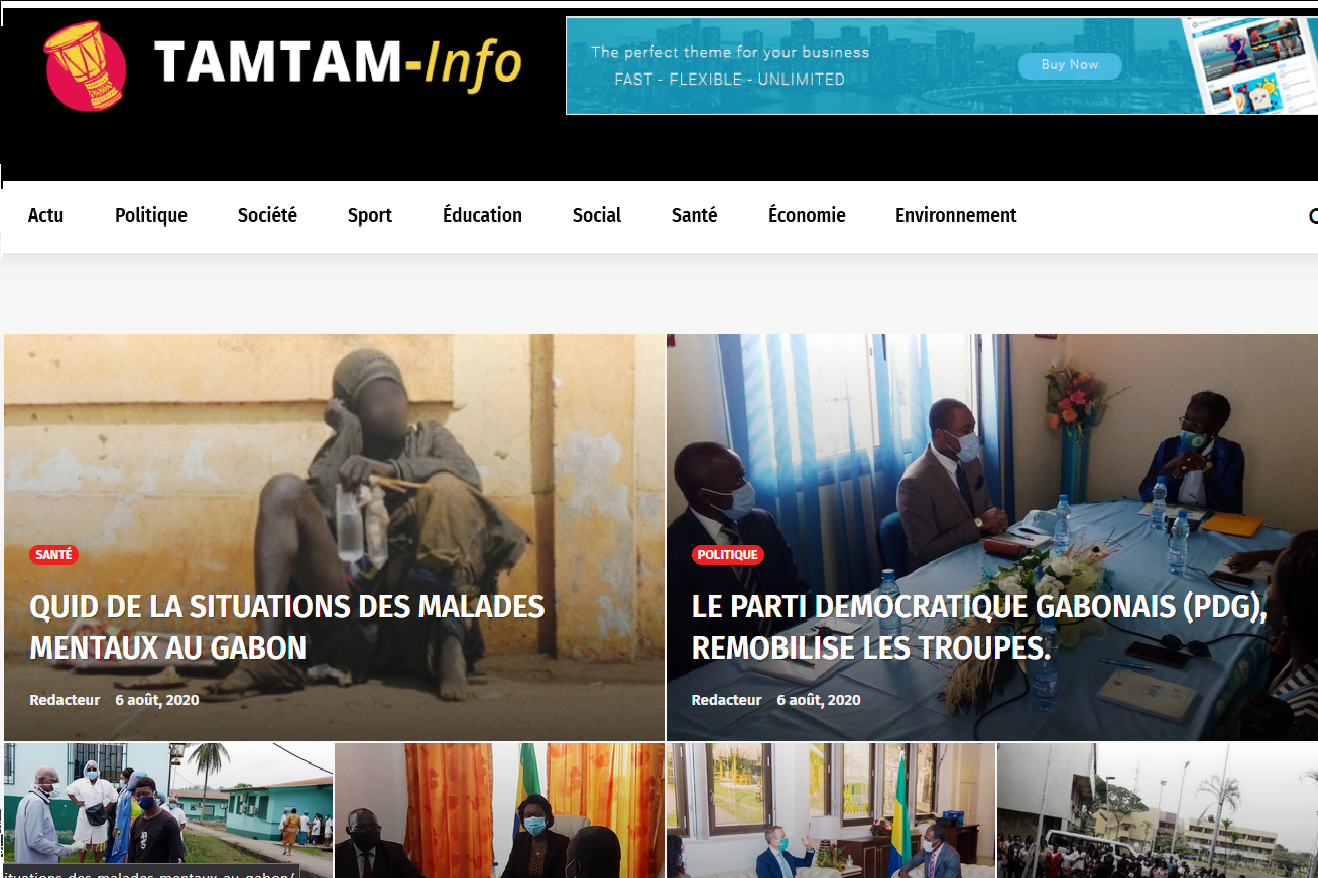 TAMTAM-Info
The perfect theme for your business
FAST - FLEXIBLE - UNLIMITED
Buy Now
Actu Politique Société Sport Éducation Social Santé Économie Environnement
SANTÉ
QUID DE LA SITUATIONS DES MALADES
MENTAUX AU GABON
Redacteur 6 août, 2020
POLITIQUE
LE PARTI DEMOCRATIQUE GABONAIS (PDG),
REMOBILISE LES TROUPES.
Redacteur 6 août, 2020
ituations-des-malades-mentaux-au-gabon/